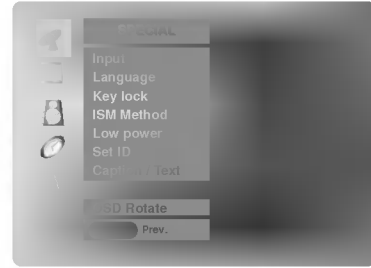 SPECIAL
Input
Language
Key lock
ISM Method
Low power
Set ID
Text
Rotate
Prev.